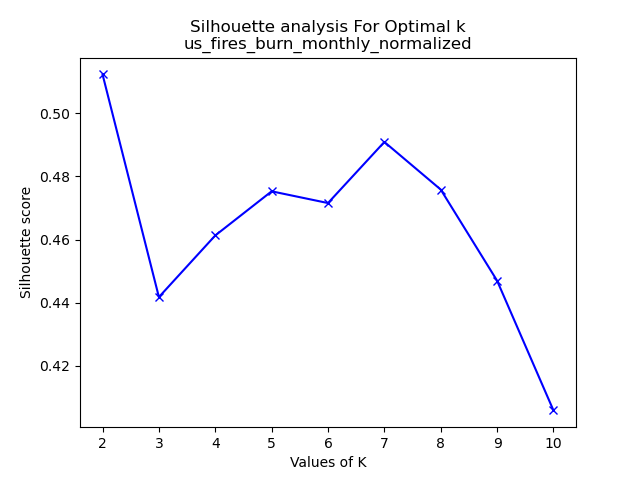 Silhouette analysis For Optimal k
us_fires_burn_monthly_normalized
0.50
0.48
0.46
0.44
0.42
Silhouette score
2 3 4 5 6 7 8 9 10
Values of K